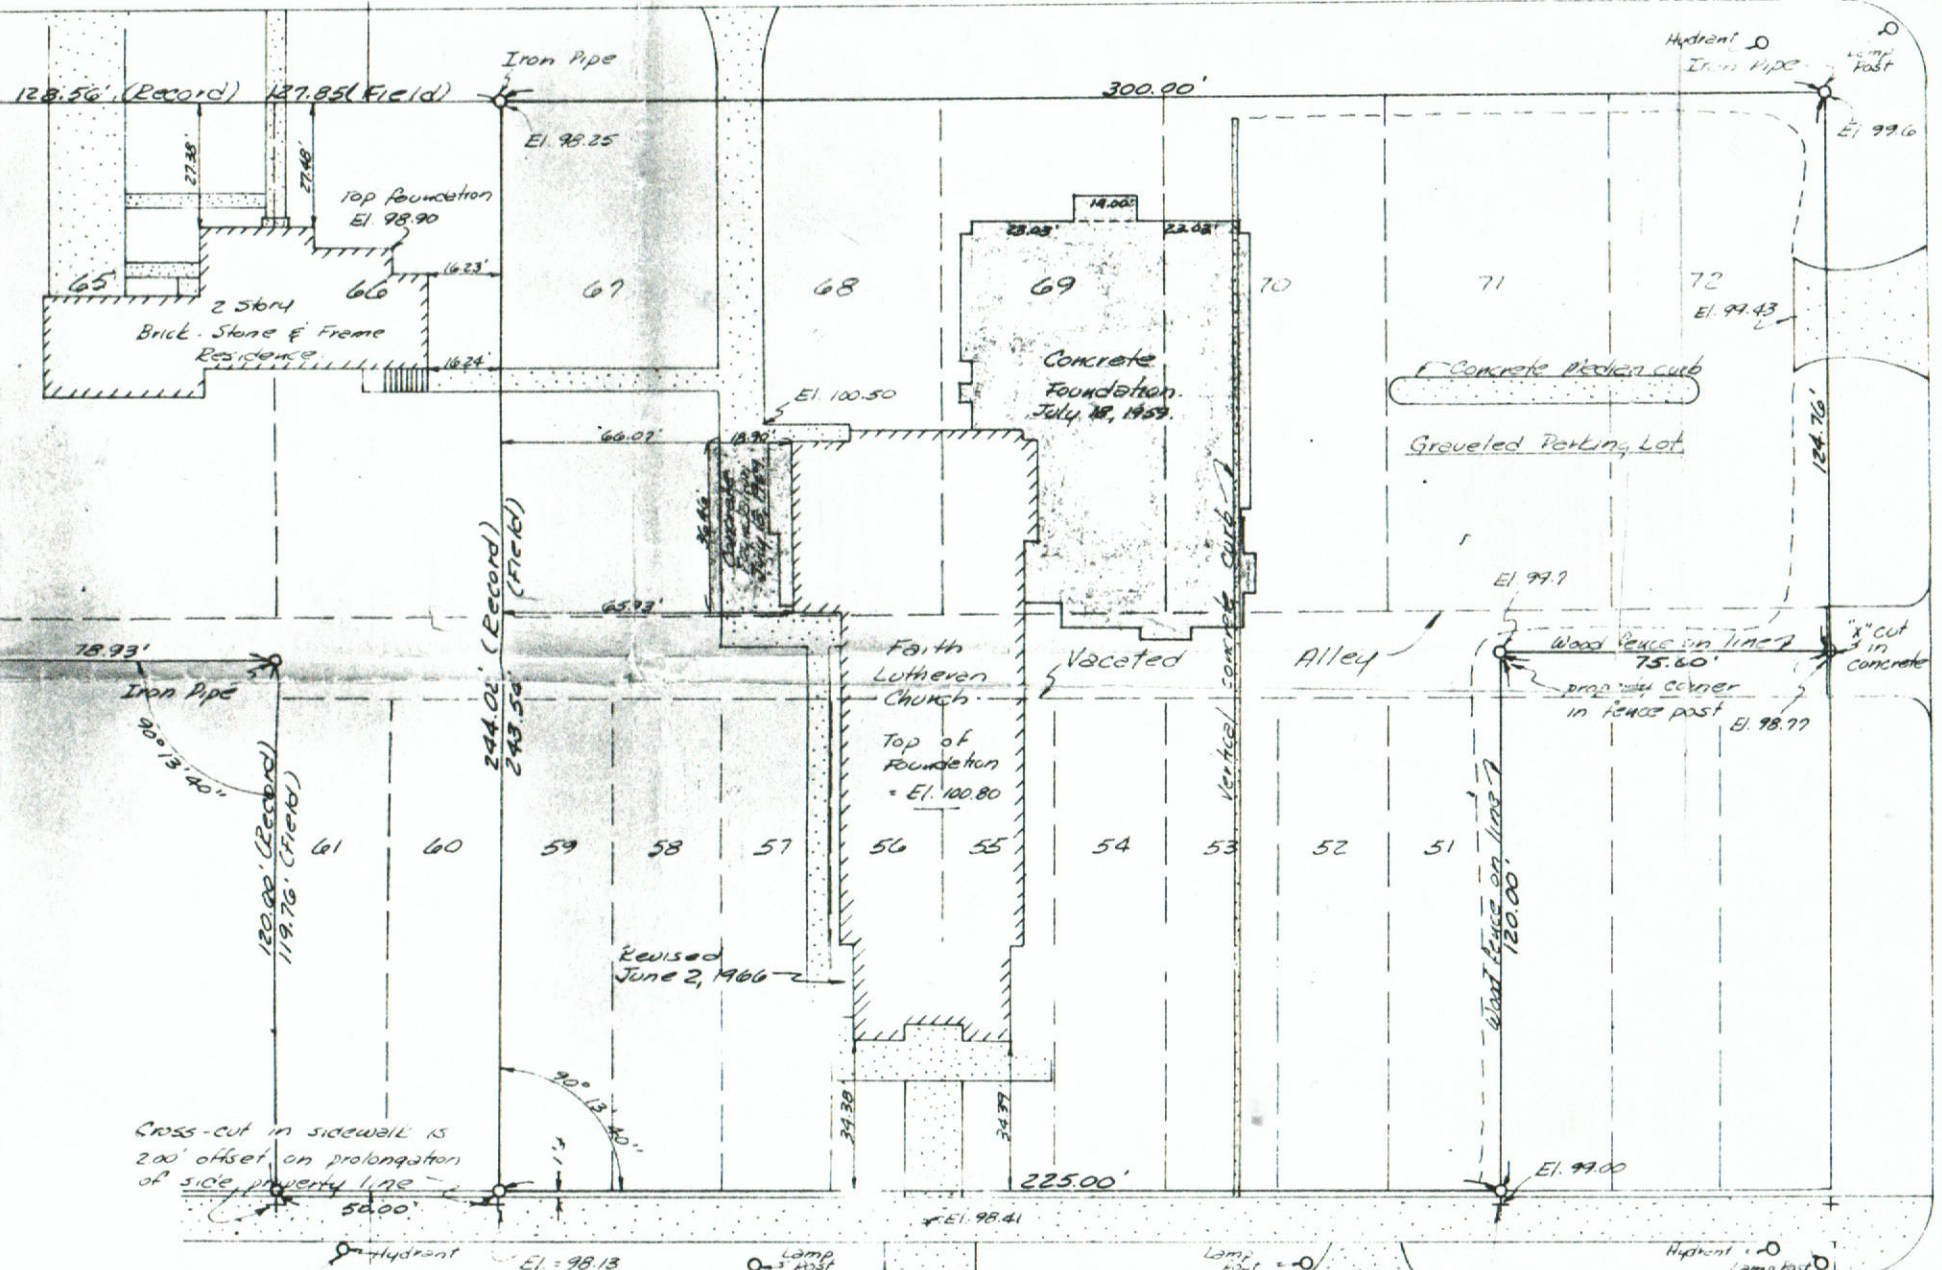 Iron Pipe
Hydrant
Iron Pipe
Lamp
Post
128.56' (Record) 127.85 (Field)
300.00'
El. 98.25
El. 99.6
27.38'
27.48'
Top foundation
El. 98.90
14.00'
23.03'
23.03'
16.23'
65
66
67
68
69
70
71
72
2 Story
Brick-Stone & Frame
Residence
El. 99.43
16.24'
Concrete
Foundation
July 18, 1959.
Concrete Median curb
El. 100.50
Graveled Parking Lot
124.76'
66.07'
18.90'
Concrete
Foundation
July 18, 1959
244.02' (Record)
243.54' (Field)
Vertical concrete curb
El. 99.7
65.93'
78.93'
Iron Pipe
90° 13' 40"
Faith
Lutheran
Church
Vacated Alley
Wood fence on line
75.60'
"X" cut
in
concrete
property corner
in fence post
El. 98.77
Top of
Foundation
= El. 100.80
120.00' (Record)
119.76' (Field)
61
60
59
58
57
56
55
54
53
52
51
Wood fence on line
120.00'
Revised
June 2, 1966
90° 13' 40"
34.38'
34.39'
Cross-cut in sidewalk is
2.00' offset on prolongation
of side property line
50.00'
225.00'
El. 99.00
El. 98.41
Hydrant
El. = 98.13
Lamp
Post
Lamp
Post
Hydrant
Lamp Post